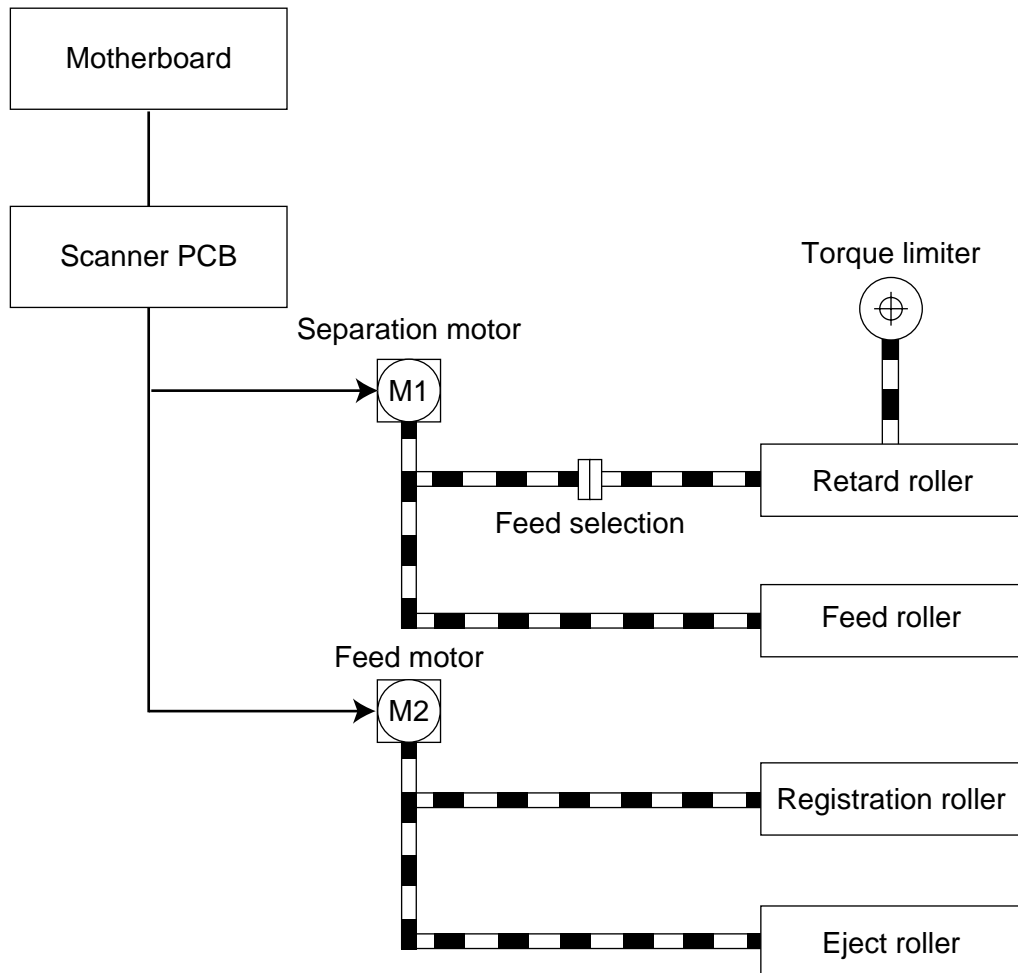 Motherboard
Scanner PCB
Torque limiter
Separation motor
M1
Retard roller
Feed selection
Feed roller
Feed motor
M2
Registration roller
Eject roller